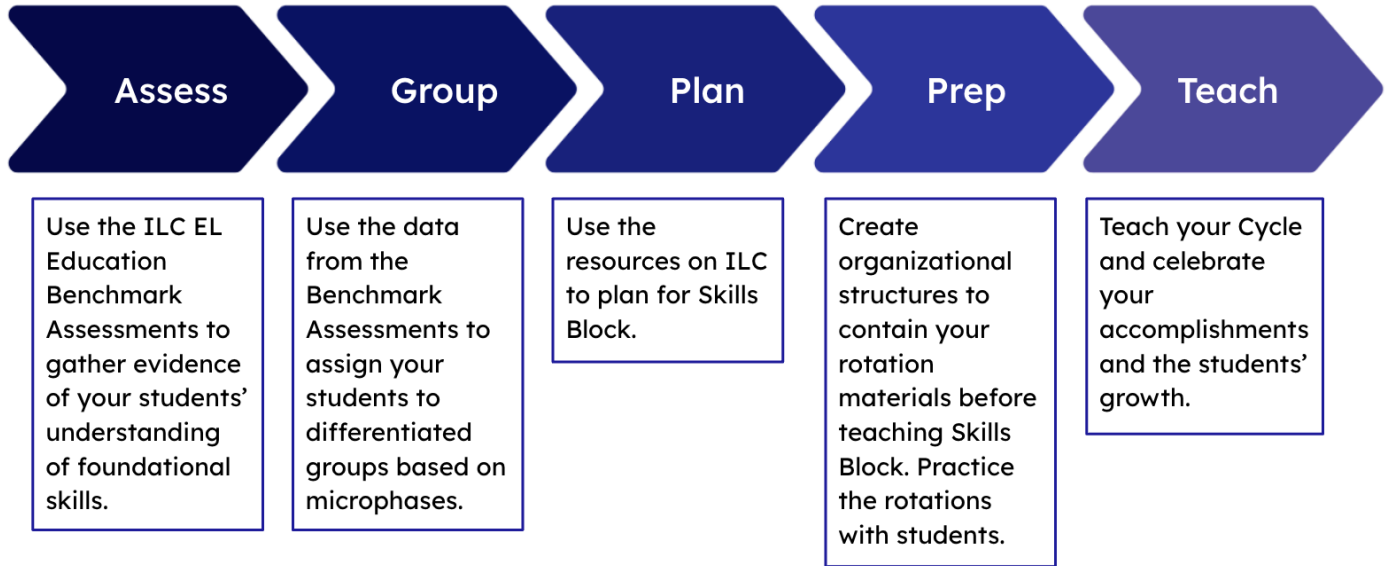 Assess
Group
Plan
Prep
Teach
Use the ILC EL
Education
Benchmark
Assessments to
gather evidence
of your students’
understanding
of foundational
skills.
Use the data
from the
Benchmark
Assessments to
assign your
students to
differentiated
groups based on
microphases.
Use the
resources on ILC
to plan for Skills
Block.
Create
organizational
structures to
contain your
rotation
materials before
teaching Skills
Block. Practice
the rotations
with students.
Teach your Cycle
and celebrate
your
accomplishments
and the students’
growth.